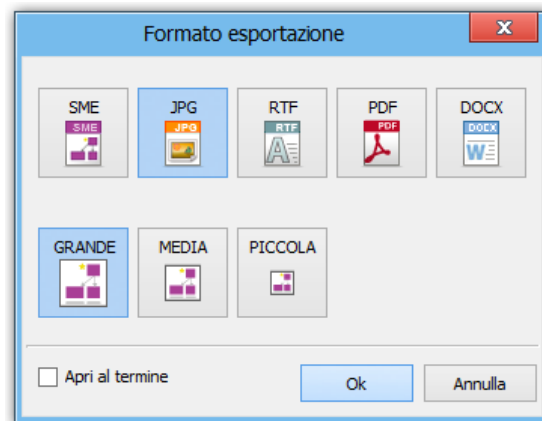 Formato esportazione
x
SME JPG RTF PDF DOCX
SME JPG RTF PDF DOCX
A W
GRANDE MEDIA PICCOLA
Apri al termine Ok Annulla